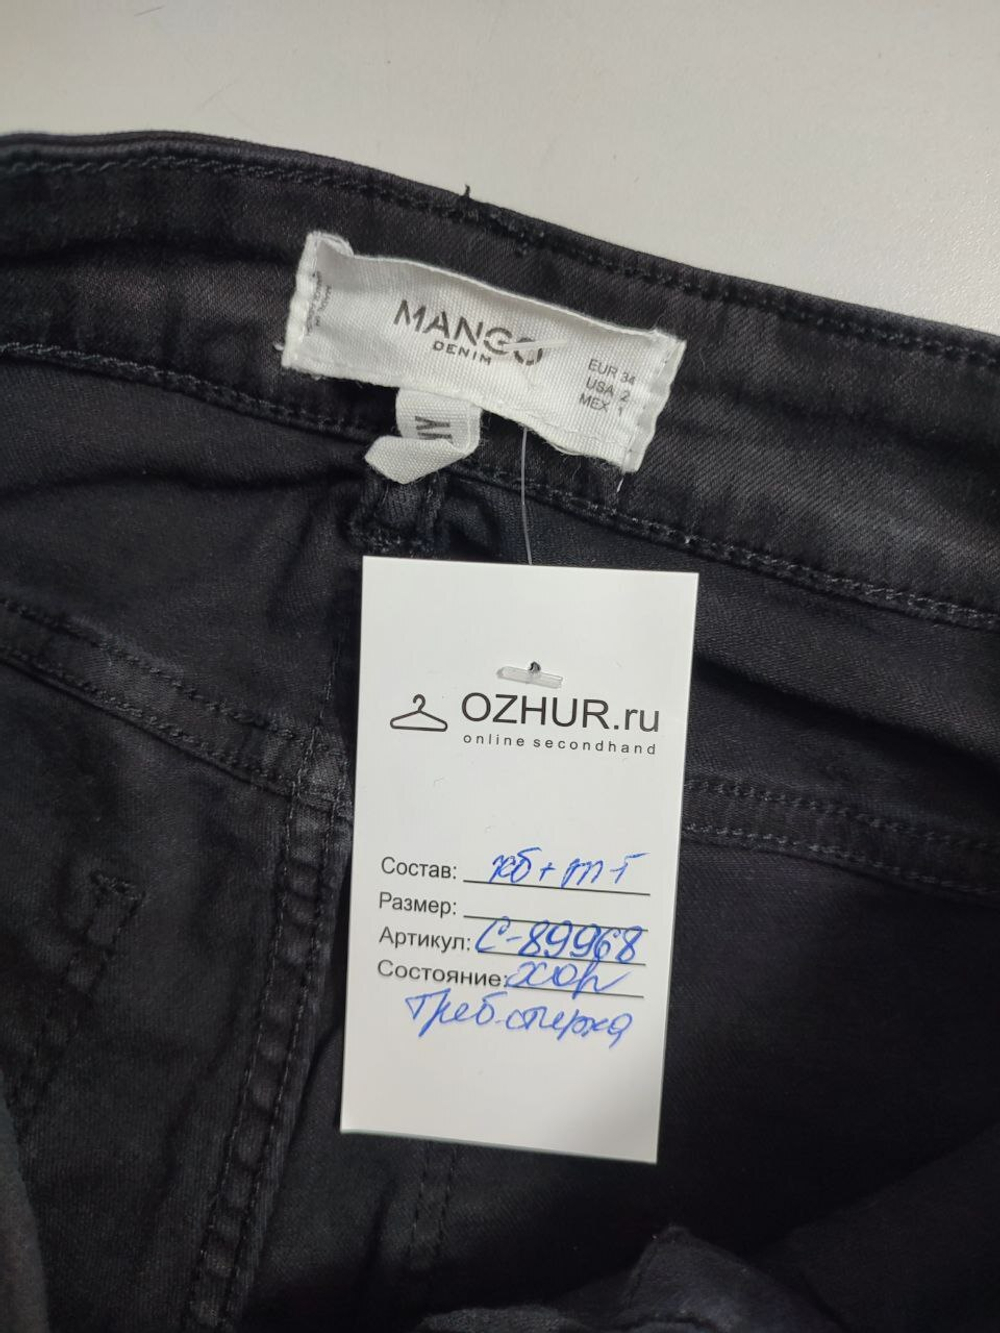 MANGO
DENIM
EUR 34
USA 2
MEX 1
OZHUR.ru
online secondhand
Состав: хб+
Размер:
Артикул: С-89968
Состояние: хор
Треб. стирка